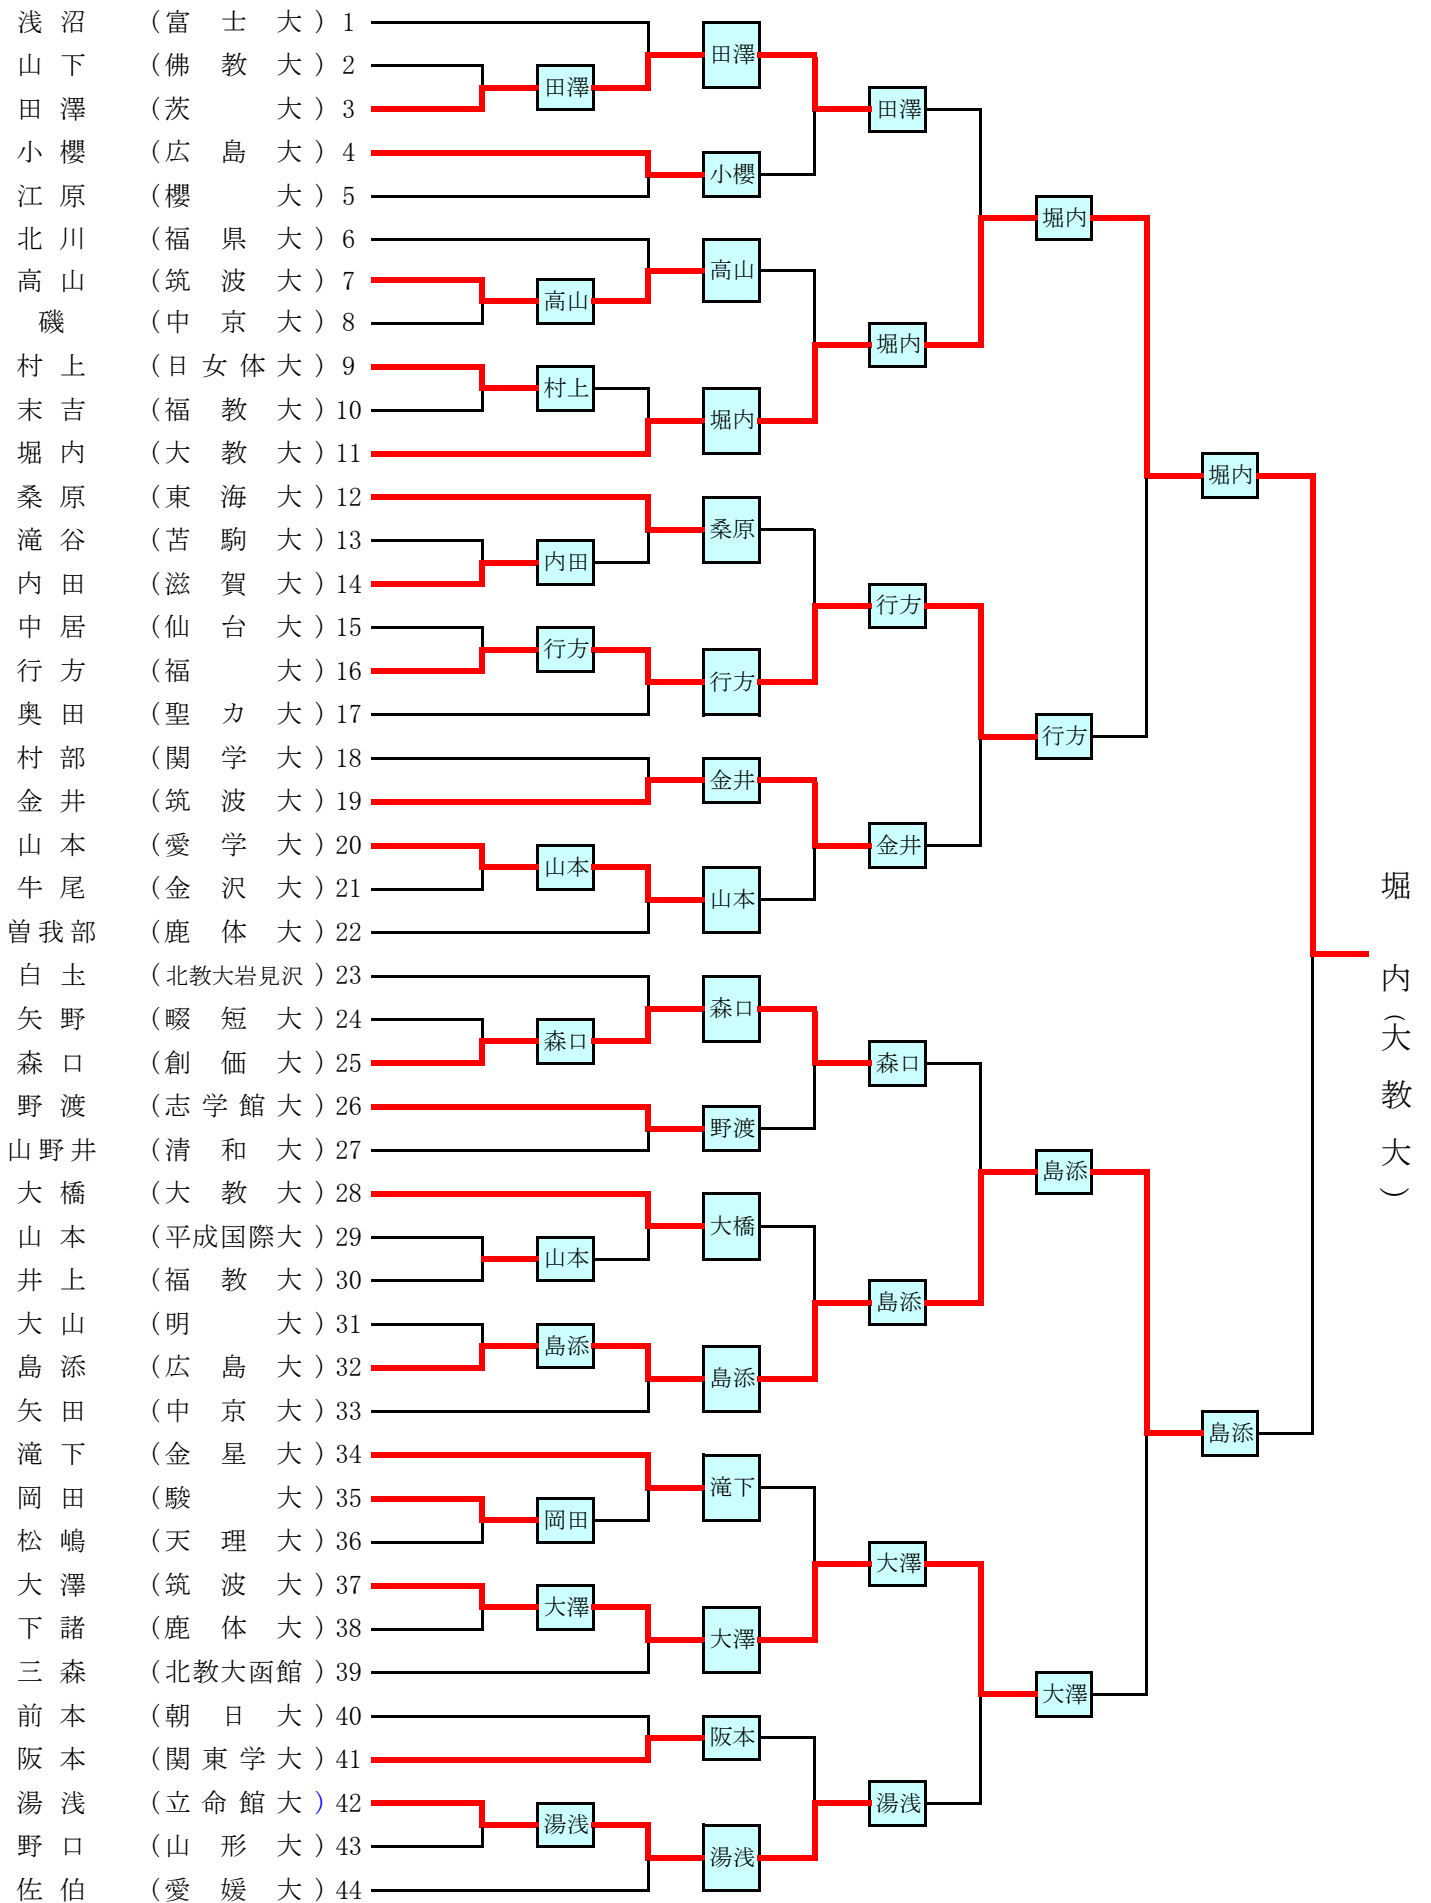 浅沼 (富士大) 1
山下 (佛教大) 2
田澤 (茨大) 3
小櫻 (広島大) 4
江原 (櫻大) 5
北川 (福県大) 6
高山 (筑波大) 7
磯 (中京大) 8
村上 (日女体大) 9
末吉 (福教大) 10
堀内 (大教大) 11
桑原 (東海大) 12
滝谷 (苫駒大) 13
内田 (滋賀大) 14
中居 (仙台大) 15
行方 (福大) 16
奥田 (聖カ大) 17
村部 (関学大) 18
金井 (筑波大) 19
山本 (愛学大) 20
牛尾 (金沢大) 21
曽我部 (鹿体大) 22
白圡 (北教大岩見沢) 23
矢野 (畷短大) 24
森口 (創価大) 25
野渡 (志学館大) 26
山野井 (清和大) 27
大橋 (大教大) 28
山本 (平成国際大) 29
井上 (福教大) 30
大山 (明大) 31
島添 (広島大) 32
矢田 (中京大) 33
滝下 (金星大) 34
岡田 (駿大) 35
松嶋 (天理大) 36
大澤 (筑波大) 37
下諸 (鹿体大) 38
三森 (北教大函館) 39
前本 (朝日大) 40
阪本 (関東学大) 41
湯浅 (立命館大) 42
野口 (山形大) 43
佐伯 (愛媛大) 44
田澤
高山
村上
内田
行方
山本
森口
山本
島添
岡田
大澤
湯浅
田澤
小櫻
高山
堀内
桑原
行方
金井
山本
森口
野渡
大橋
島添
滝下
大澤
阪本
湯浅
田澤
堀内
行方
金井
森口
島添
大澤
湯浅
堀内
行方
島添
大澤
堀内
島添
堀内(大教大)